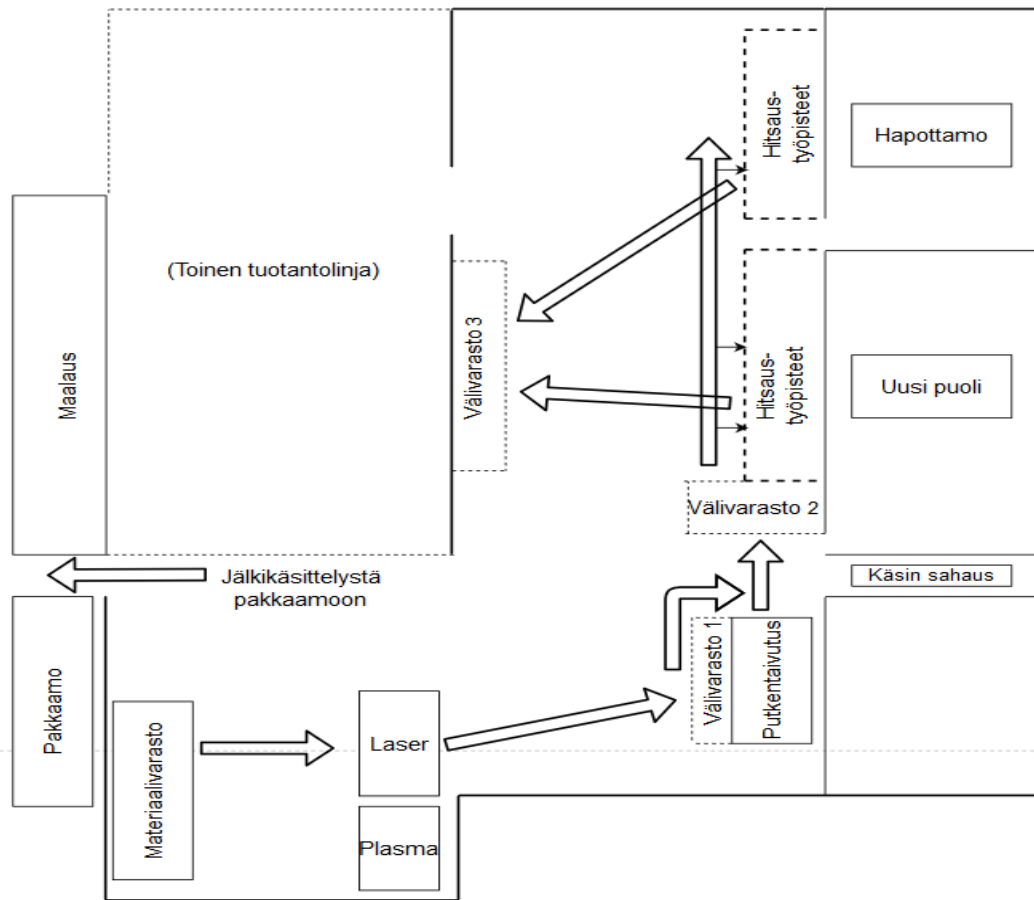 Hitsaus-
työpisteet
Hapottamo
(Toinen tuotantolinja)
Maalaus
Välivarasto 3
Hitsaus-
työpisteet
Uusi puoli
Välivarasto 2
Jälkikäsittelystä
pakkaamoon
Käsin sahaus
Pakkaamo
Materiaalivarasto
Laser
Välivarasto 1
Putkentaivutus
Plasma